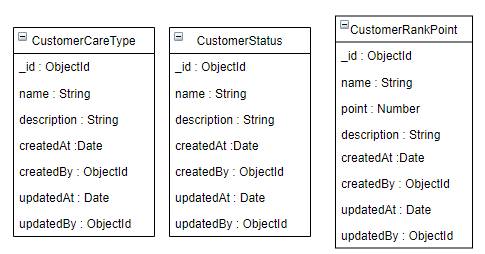 CustomerCareType
_id : ObjectId
name : String
description : String
createdAt :Date
createdBy : ObjectId
updatedAt : Date
updatedBy : ObjectId
CustomerStatus
_id : ObjectId
name : String
description : String
createdAt :Date
createdBy : ObjectId
updatedAt : Date
updatedBy : ObjectId
CustomerRankPoint
_id : ObjectId
name : String
point : Number
description : String
createdAt :Date
createdBy : ObjectId
updatedAt : Date
updatedBy : ObjectId